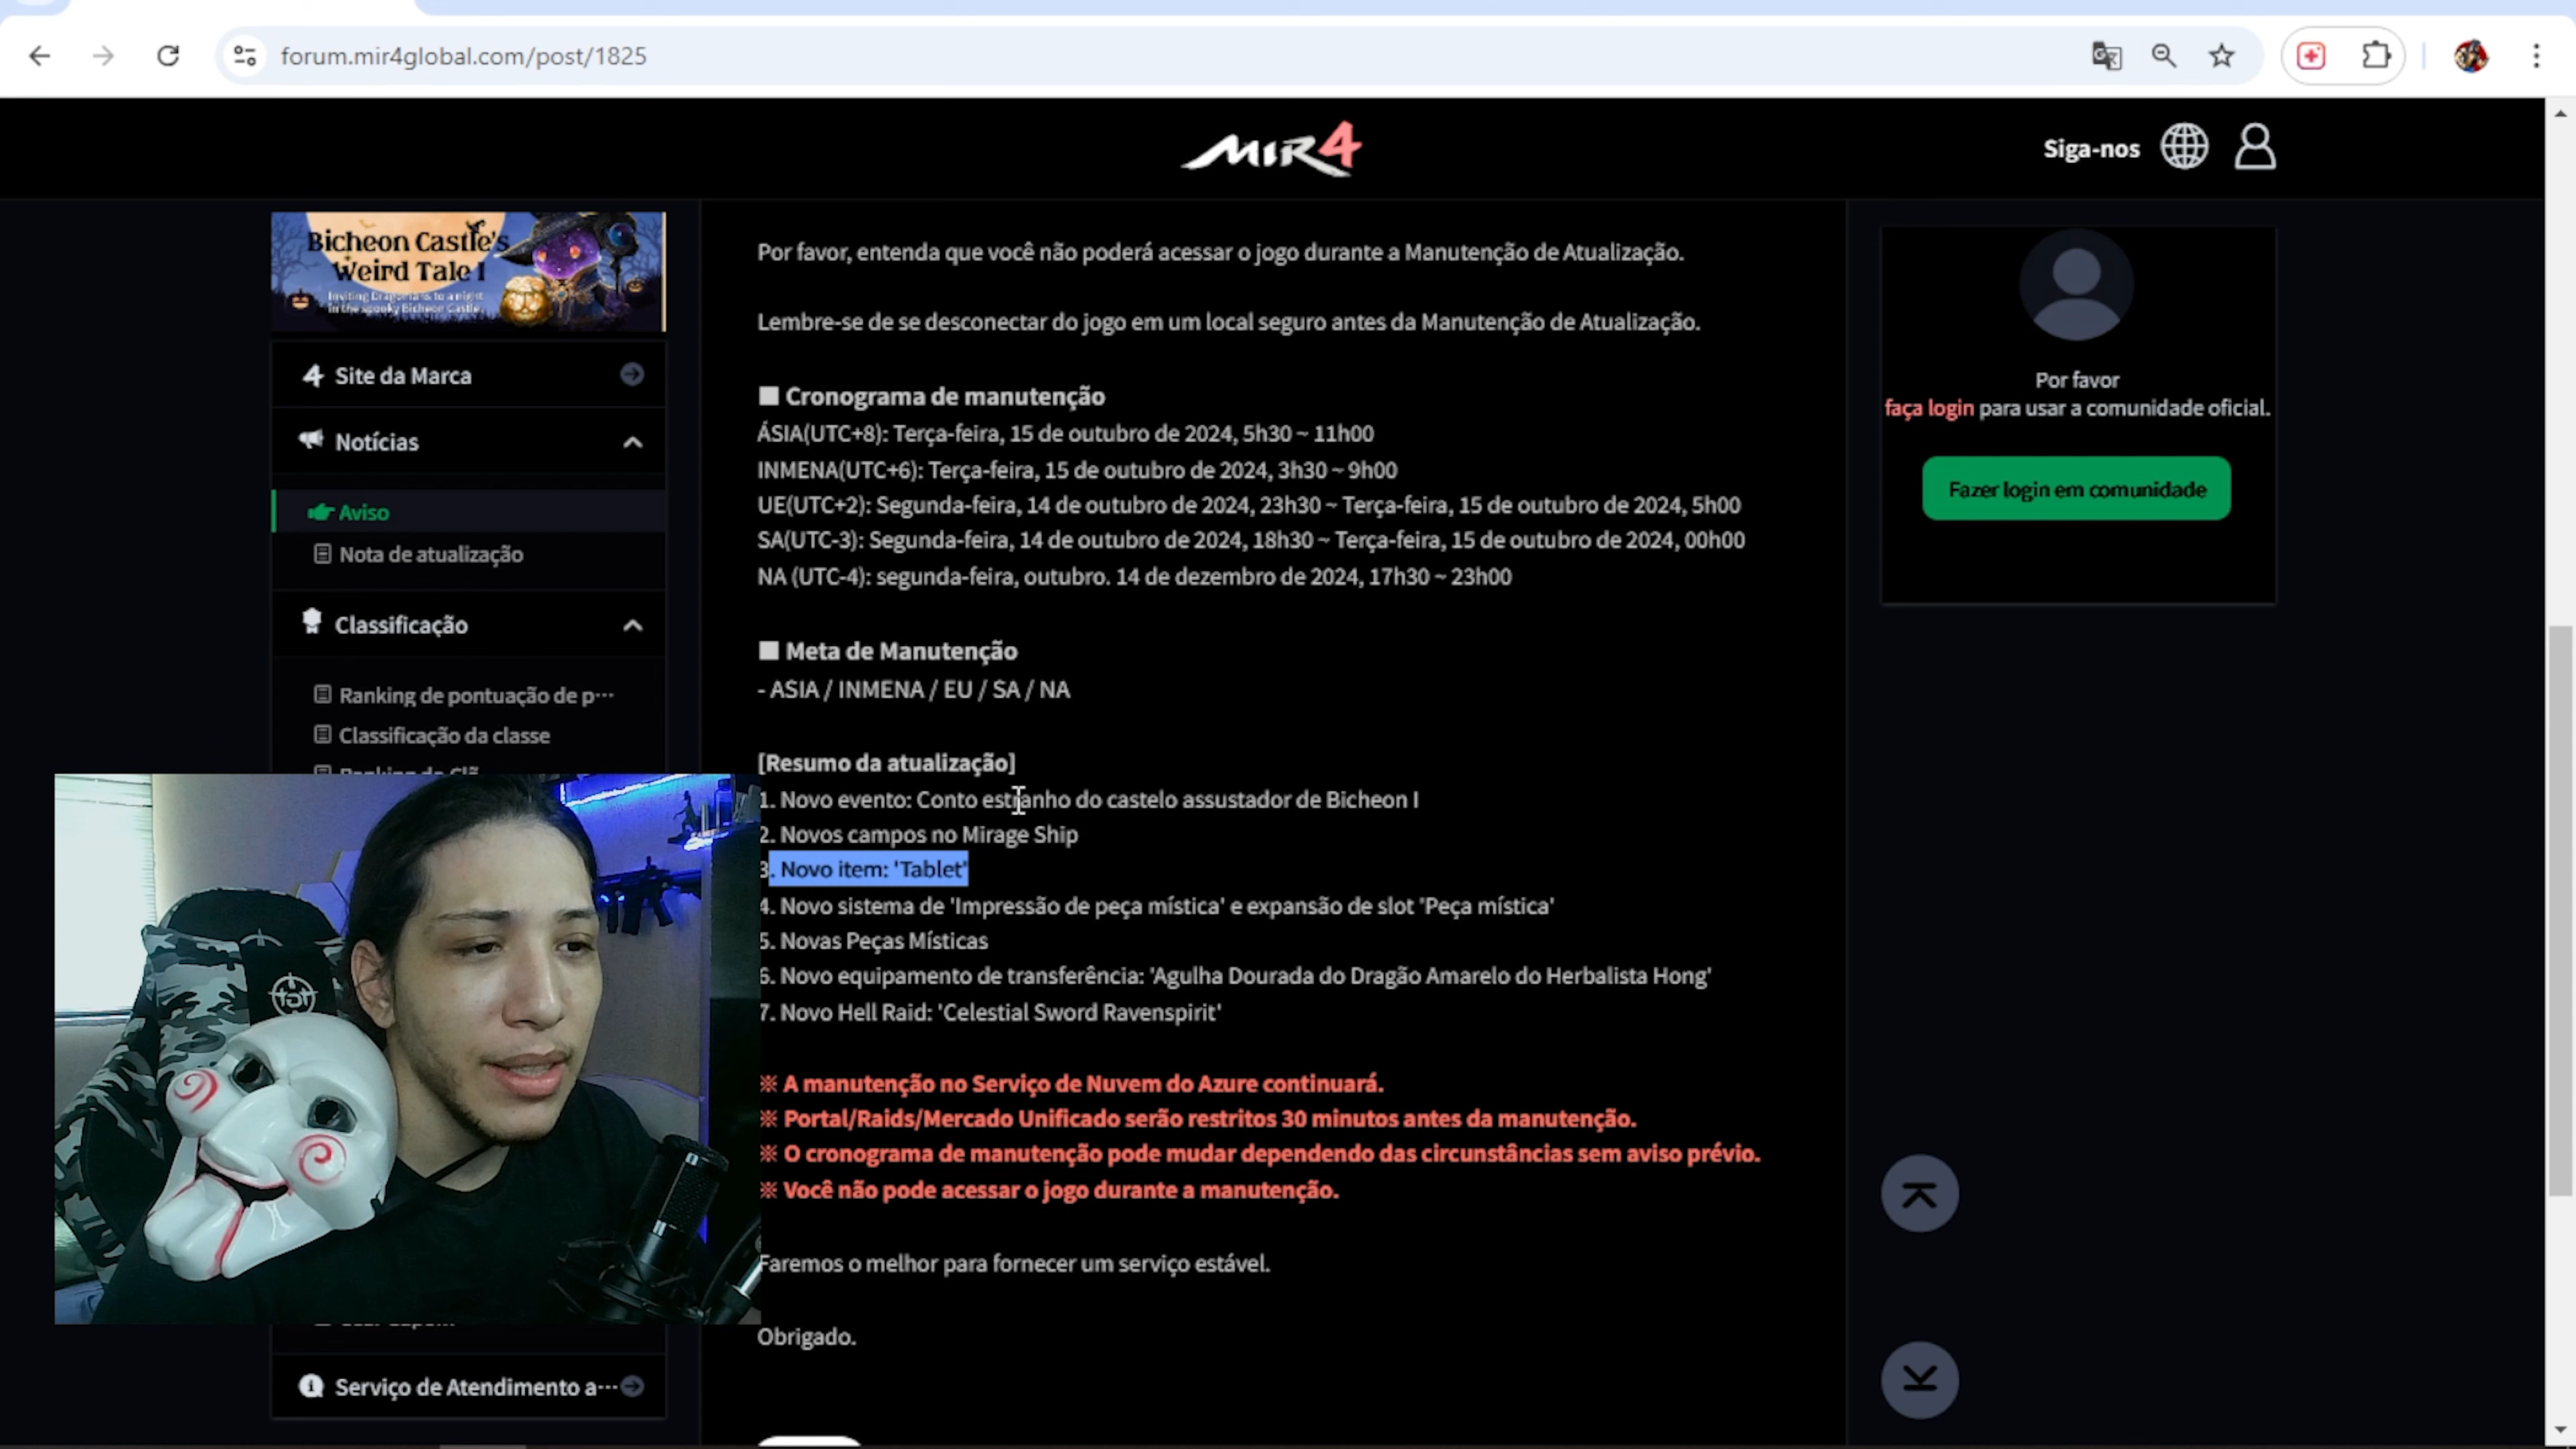 forum.mir4global.com/post/1825
MIR4
Siga-nos
Bicheon Castle's
Weird Tale I
Inviting Dragonians to a night
in the spooky Bicheon Castle.
4 Site da Marca
Notícias
Aviso
Nota de atualização
Classificação
Ranking de pontuação de p···
Classificação da classe
Serviço de Atendimento a···
Por favor, entenda que você não poderá acessar o jogo durante a Manutenção de Atualização.
Lembre-se de se desconectar do jogo em um local seguro antes da Manutenção de Atualização.
■ Cronograma de manutenção
ÁSIA(UTC+8): Terça-feira, 15 de outubro de 2024, 5h30 ~ 11h00
INMENA(UTC+6): Terça-feira, 15 de outubro de 2024, 3h30 ~ 9h00
UE(UTC+2): Segunda-feira, 14 de outubro de 2024, 23h30 ~ Terça-feira, 15 de outubro de 2024, 5h00
SA(UTC-3): Segunda-feira, 14 de outubro de 2024, 18h30 ~ Terça-feira, 15 de outubro de 2024, 00h00
NA (UTC-4): segunda-feira, outubro. 14 de dezembro de 2024, 17h30 ~ 23h00
■ Meta de Manutenção
- ASIA / INMENA / EU / SA / NA
[Resumo da atualização]
1. Novo evento: Conto estranho do castelo assustador de Bicheon I
2. Novos campos no Mirage Ship
3. Novo item: 'Tablet'
4. Novo sistema de 'Impressão de peça mística' e expansão de slot 'Peça mística'
5. Novas Peças Místicas
6. Novo equipamento de transferência: 'Agulha Dourada do Dragão Amarelo do Herbalista Hong'
7. Novo Hell Raid: 'Celestial Sword Ravenspirit'
※ A manutenção no Serviço de Nuvem do Azure continuará.
※ Portal/Raids/Mercado Unificado serão restritos 30 minutos antes da manutenção.
※ O cronograma de manutenção pode mudar dependendo das circunstâncias sem aviso prévio.
※ Você não pode acessar o jogo durante a manutenção.
Faremos o melhor para fornecer um serviço estável.
Obrigado.
Por favor
faça login para usar a comunidade oficial.
Fazer login em comunidade